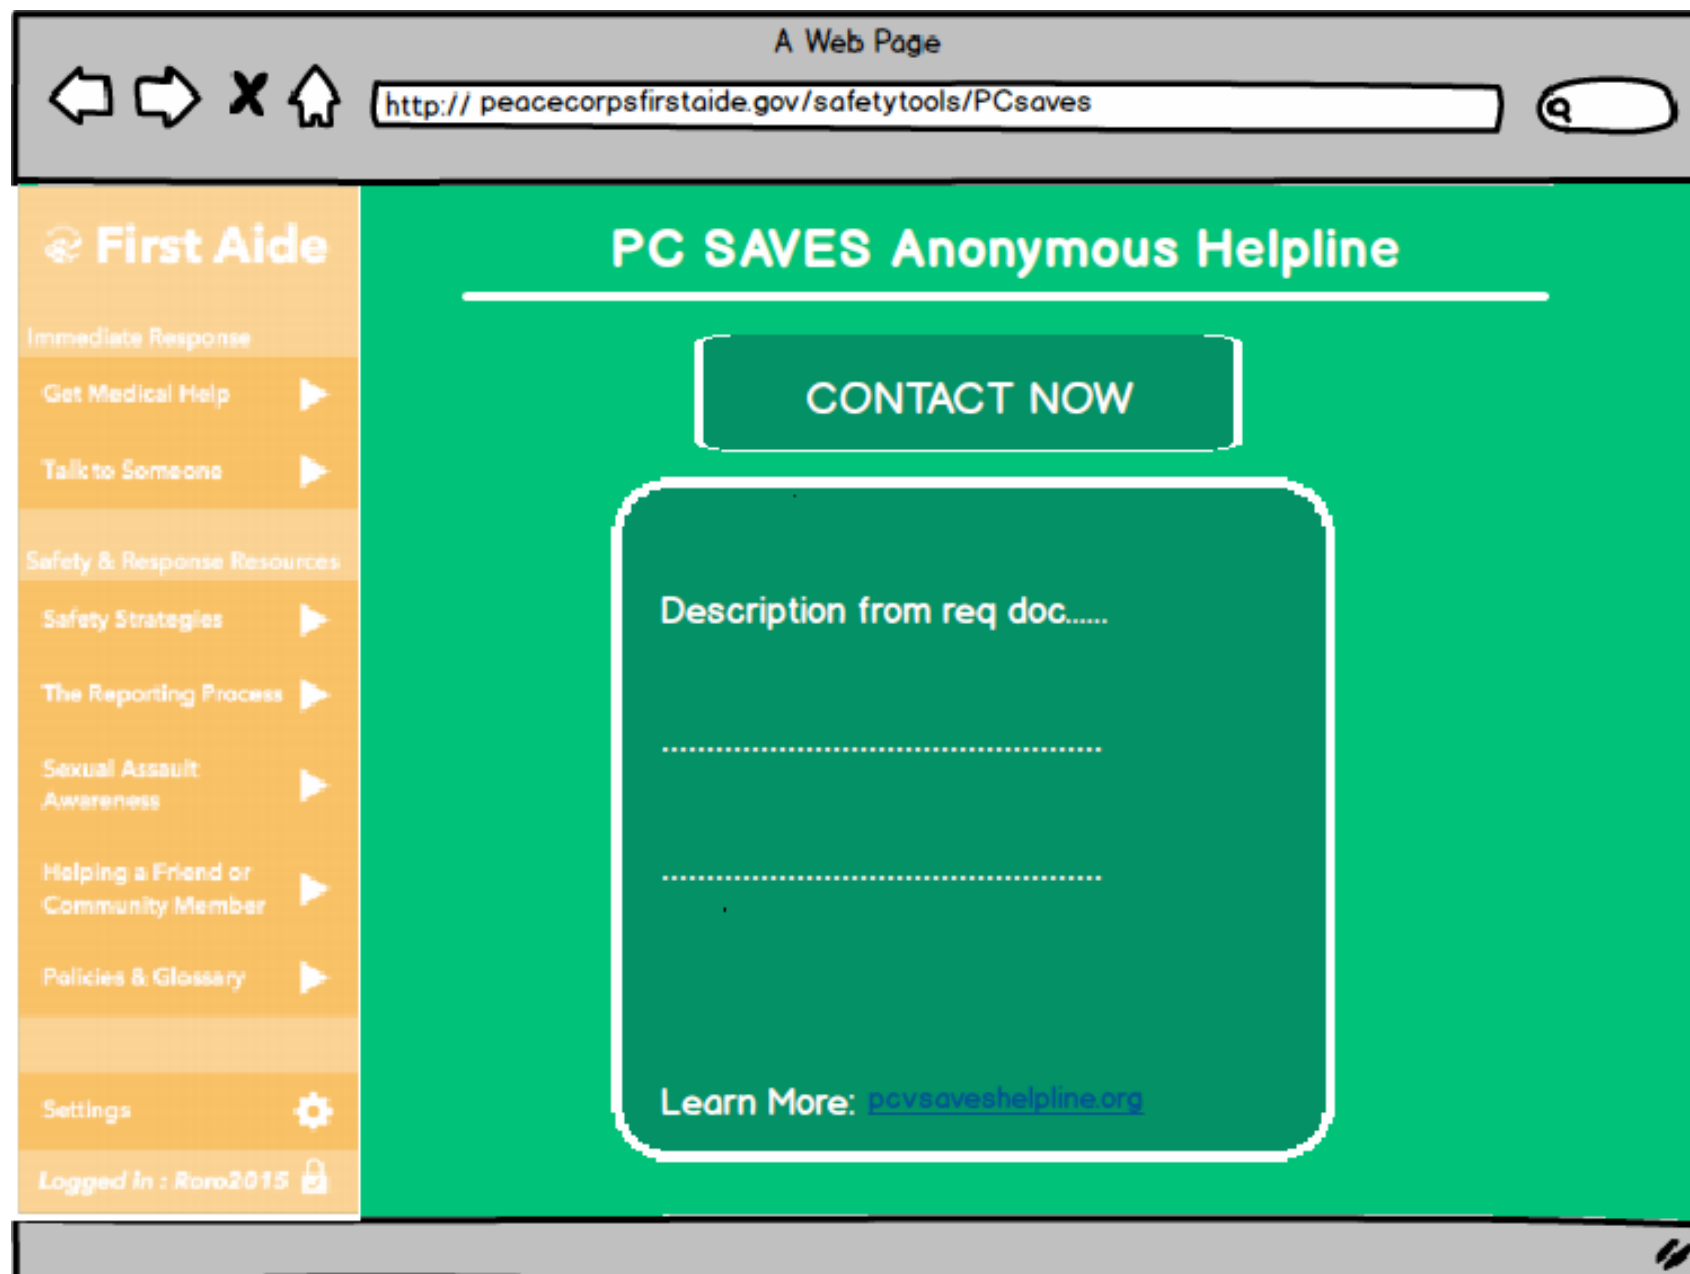 A Web Page
http:// peacecorpsfirstaide.gov/safetytools/PCsaves
First Aide
Immediate Response
Get Medical Help
Talk to Someone
Safety & Response Resources
Safety Strategies
The Reporting Process
Sexual Assault
Awareness
Helping a Friend or
Community Member
Policies & Glossary
Settings
Logged in : Roro2015
PC SAVES Anonymous Helpline
CONTACT NOW
Description from req doc......
.................................................
.................................................
Learn More: pcvsaveshelpline.org